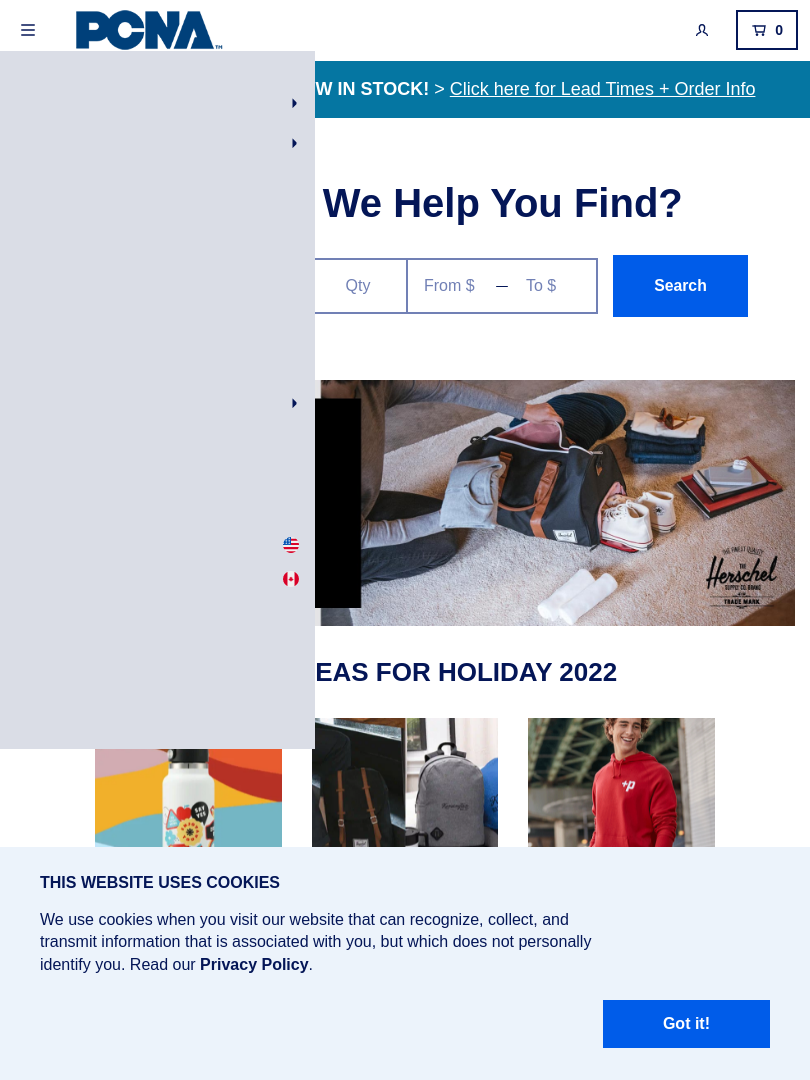 PCNA™
0
W IN STOCK! > Click here for Lead Times + Order Info
We Help You Find?
Qty
From $ — To $
Search
THE FINEST QUALITY
THE
Herschel
SUPPLY CO. BRAND
TRADE MARK
EAS FOR HOLIDAY 2022
SAY YES
+P
THIS WEBSITE USES COOKIES
We use cookies when you visit our website that can recognize, collect, and
transmit information that is associated with you, but which does not personally
identify you. Read our Privacy Policy.
Got it!